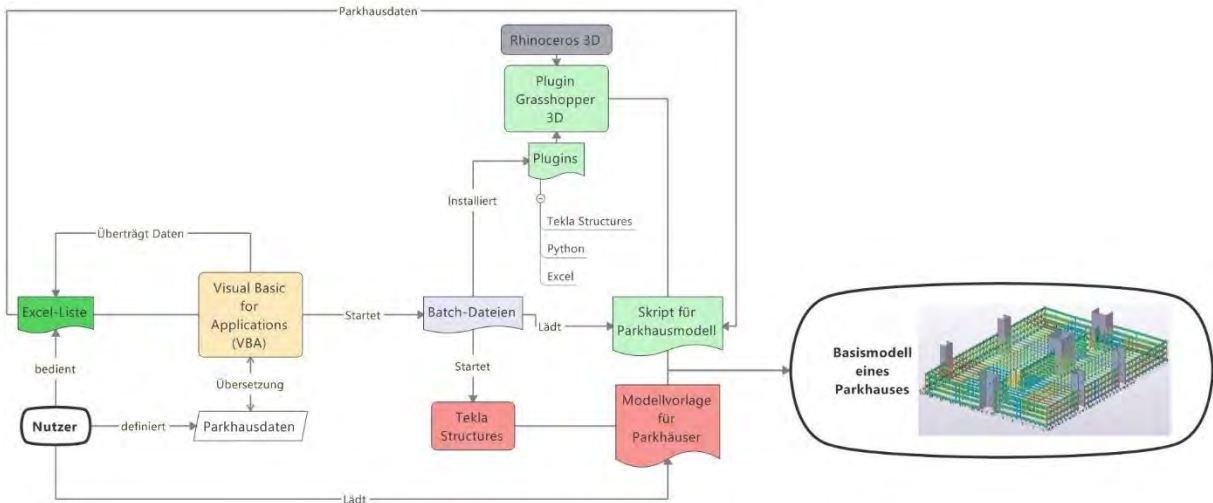 Parkhausdaten
Rhinoceros 3D
Plugin
Grasshopper
3D
Plugins
Installiert
Tekla Structures
Python
Excel
Überträgt Daten
Excel-Liste
Visual Basic
for
Applications
(VBA)
Startet
Batch-Dateien
Lädt
Skript für
Parkhausmodell
bedient
Übersetzung
Startet
Basismodell
eines
Parkhauses
Nutzer
definiert
Parkhausdaten
Tekla
Structures
Modellvorlage
für
Parkhäuser
Lädt